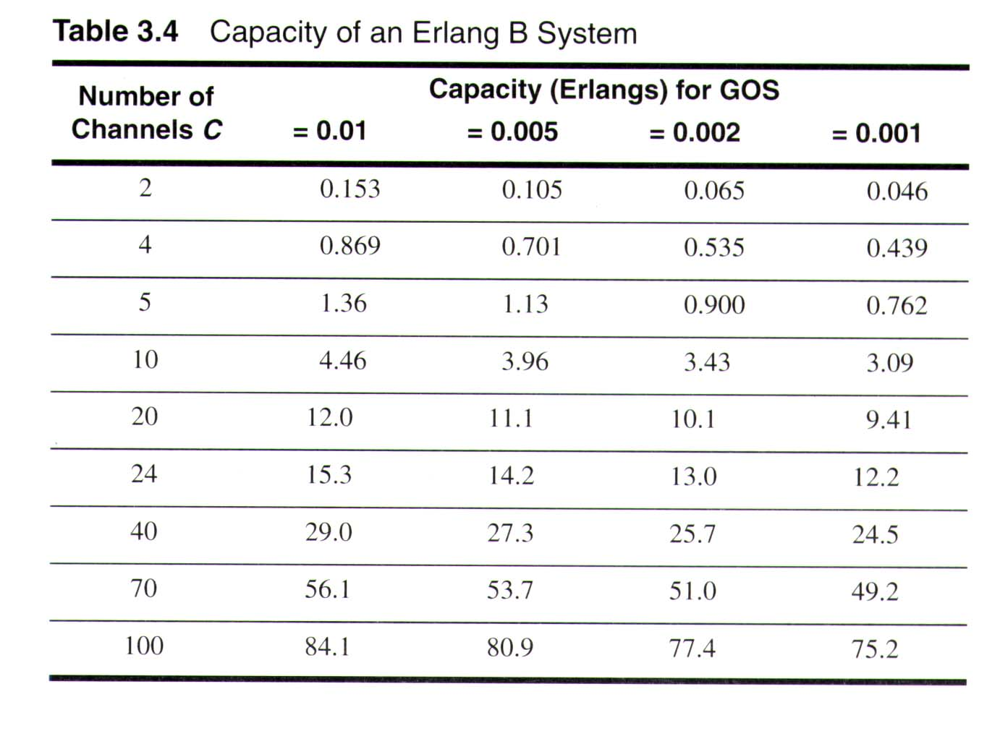 Table 3.4 Capacity of an Erlang B System
Number of Channels C Capacity (Erlangs) for GOS
= 0.01 = 0.005 = 0.002 = 0.001
2 0.153 0.105 0.065 0.046
4 0.869 0.701 0.535 0.439
5 1.36 1.13 0.900 0.762
10 4.46 3.96 3.43 3.09
20 12.0 11.1 10.1 9.41
24 15.3 14.2 13.0 12.2
40 29.0 27.3 25.7 24.5
70 56.1 53.7 51.0 49.2
100 84.1 80.9 77.4 75.2